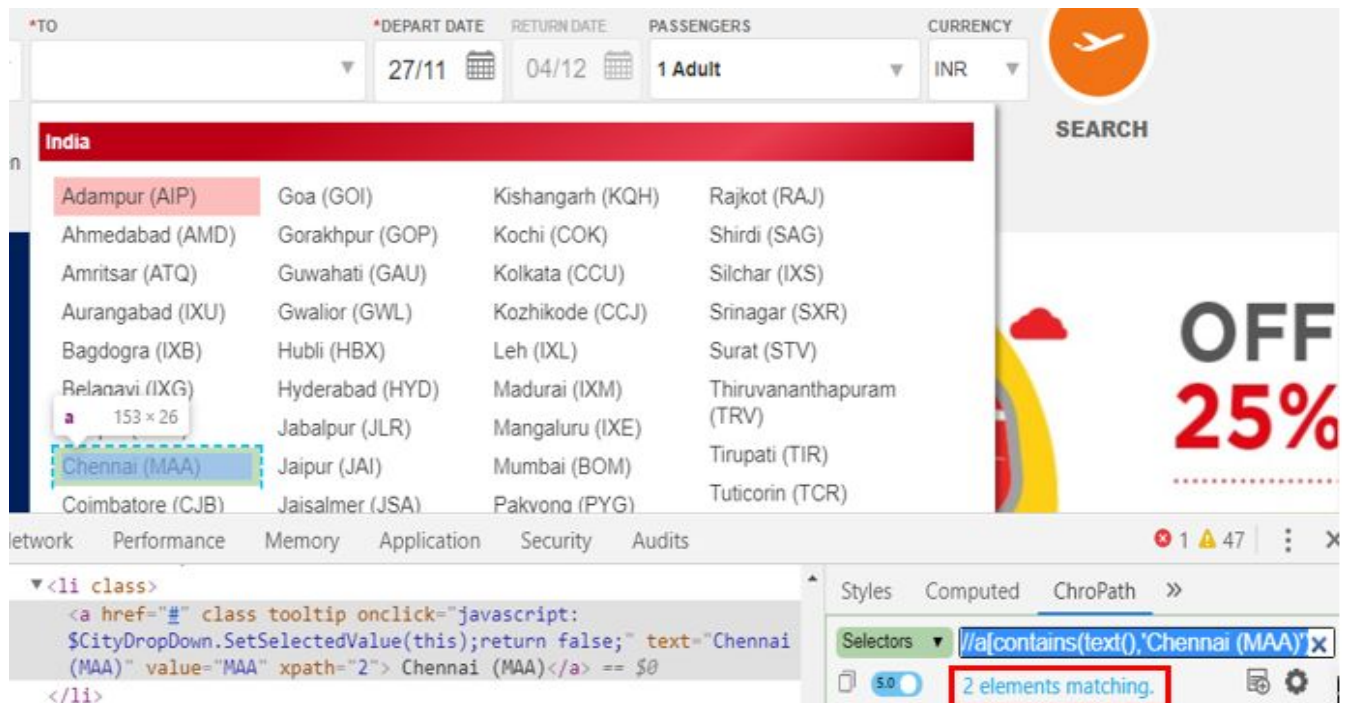 *TO *DEPART DATE RETURN DATE PASSENGERS CURRENCY
27/11 04/12 1 Adult INR
SEARCH
India
n
Adampur (AIP) Goa (GOI) Kishangarh (KQH) Rajkot (RAJ)
Ahmedabad (AMD) Gorakhpur (GOP) Kochi (COK) Shirdi (SAG)
Amritsar (ATQ) Guwahati (GAU) Kolkata (CCU) Silchar (IXS)
Aurangabad (IXU) Gwalior (GWL) Kozhikode (CCJ) Srinagar (SXR)
Bagdogra (IXB) Hubli (HBX) Leh (IXL) Surat (STV)
Belagavi (IXG) Hyderabad (HYD) Madurai (IXM) Thiruvananthapuram
(TRV)
a 153 × 26
Jabalpur (JLR) Mangaluru (IXE)
Chennai (MAA) Jaipur (JAI) Mumbai (BOM) Tirupati (TIR)
Coimbatore (CJB) Jaisalmer (JSA) Pakyong (PYG) Tuticorin (TCR)
OFF
25%
etwork Performance Memory Application Security Audits 1 47
▼<li class>
<a href="#" class tooltip onclick="javascript:
$CityDropDown.SetSelectedValue(this);return false;" text="Chennai
(MAA)" value="MAA" xpath="2"> Chennai (MAA)</a> == $0
</li>
Styles Computed ChroPath »
Selectors ▼ //a[contains(text(),'Chennai (MAA)'] x
5.0 2 elements matching.